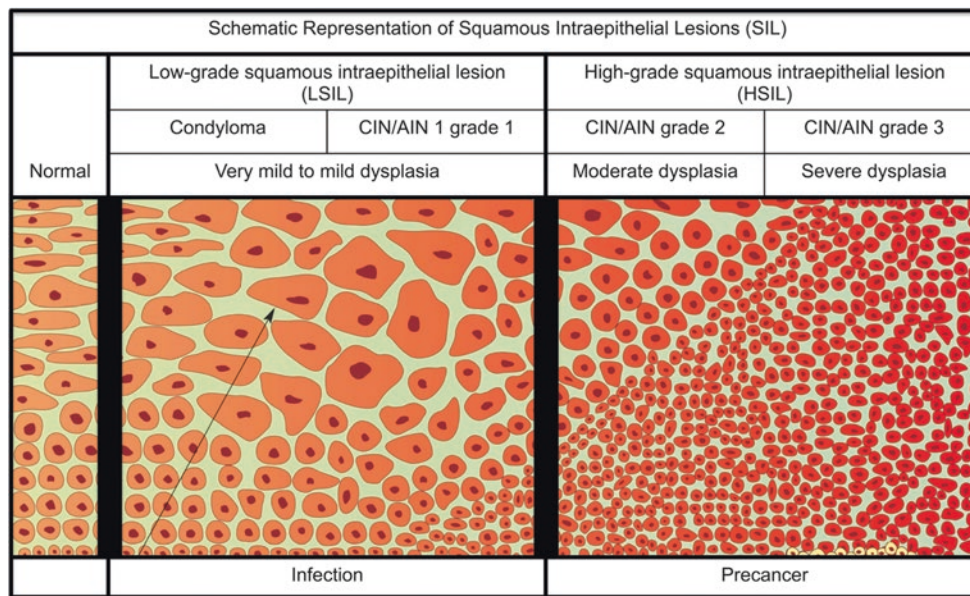 Schematic Representation of Squamous Intraepithelial Lesions (SIL)
Low-grade squamous intraepithelial lesion
(LSIL)
High-grade squamous intraepithelial lesion
(HSIL)
Condyloma
CIN/AIN 1 grade 1
CIN/AIN grade 2
CIN/AIN grade 3
Normal
Very mild to mild dysplasia
Moderate dysplasia
Severe dysplasia
Infection
Precancer